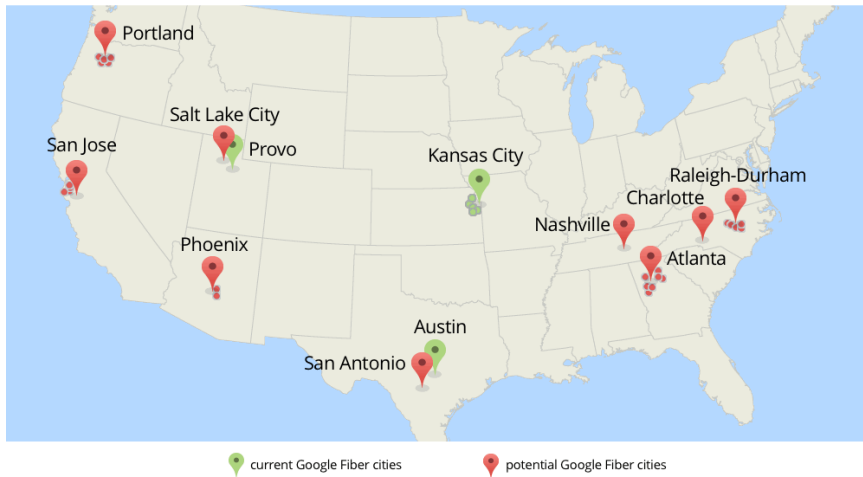 Portland
Salt Lake City
San Jose
Provo
Kansas City
Raleigh-Durham
Charlotte
Nashville
Phoenix
Atlanta
Austin
San Antonio
current Google Fiber cities
potential Google Fiber cities